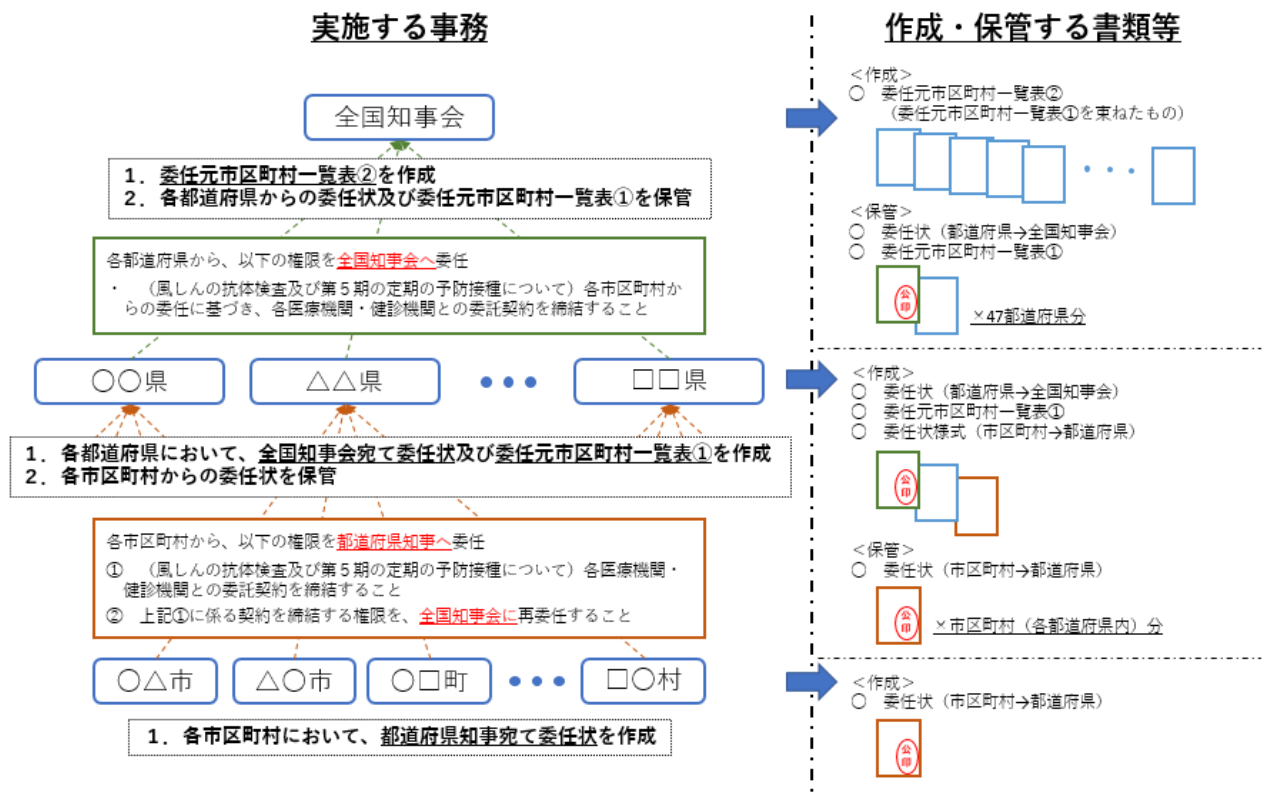 実施する事務
全国知事会
1．委任元市区町村一覧表②を作成
2．各都道府県からの委任状及び委任元市区町村一覧表①を保管
各都道府県から、以下の権限を全国知事会へ委任
・　（風しんの抗体検査及び第５期の定期の予防接種について）各市区町村か
らの委任に基づき、各医療機関・健診機関との委託契約を締結すること
〇〇県
△△県
●●●
□□県
1．各都道府県において、全国知事会宛て委任状及び委任元市区町村一覧表①を作成
2．各市区町村からの委任状を保管
各市区町村から、以下の権限を都道府県知事へ委任
①　（風しんの抗体検査及び第５期の定期の予防接種について）各医療機関・
健診機関との委託契約を締結すること
②　上記①に係る契約を締結する権限を、全国知事会に再委任すること
〇△市
△〇市
〇□町
●●●
□〇村
1．各市区町村において、都道府県知事宛て委任状を作成
作成・保管する書類等
＜作成＞
〇　委任元市区町村一覧表②
（委任元市区町村一覧表①を束ねたもの）
・・・
＜保管＞
〇　委任状（都道府県→全国知事会）
〇　委任元市区町村一覧表①
公印
×47都道府県分
＜作成＞
〇　委任状（都道府県→全国知事会）
〇　委任元市区町村一覧表①
〇　委任状様式（市区町村→都道府県）
公印
＜保管＞
〇　委任状（市区町村→都道府県）
公印
×市区町村（各都道府県内）分
＜作成＞
〇　委任状（市区町村→都道府県）
公印